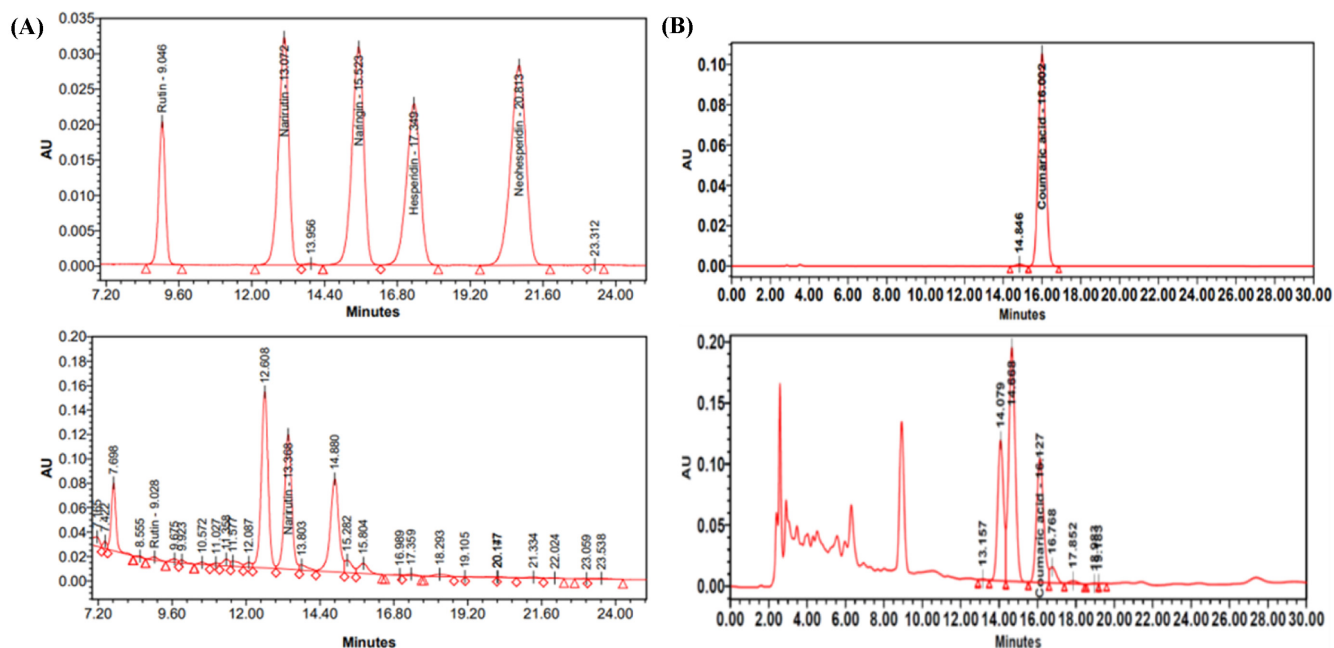 (A)
0.035
0.030
0.025
0.020
0.015
0.010
0.005
0.000
AU
Rutin - 9.046
Narirutin - 13.072
13.956
Naringin - 15.523
Hesperidin - 17.349
Neohesperidin - 20.813
23.312
7.20 9.60 12.00 14.40 16.80 19.20 21.60 24.00
Minutes
(B)
0.10
0.08
0.06
0.04
0.02
0.00
AU
14.846
Coumaric acid - 16.002
0.00 2.00 4.00 6.00 8.00 10.00 12.00 14.00 16.00 18.00 20.00 22.00 24.00 26.00 28.00 30.00
Minutes
0.20
0.18
0.16
0.14
0.12
0.10
0.08
0.06
0.04
0.02
0.00
AU
7.165
7.422
7.698
8.555
Rutin - 9.028
9.675
9.923
10.572
11.027
11.358
11.577
12.087
12.608
Narirutin - 13.368
13.803
14.880
15.282
15.804
16.989
17.359
18.293
19.105
21.334
22.024
23.059
23.538
7.20 9.60 12.00 14.40 16.80 19.20 21.60 24.00
Minutes
0.20
0.15
0.10
0.05
0.00
AU
13.157
14.079
14.668
Coumaric acid - 16.127
16.768
17.852
0.00 2.00 4.00 6.00 8.00 10.00 12.00 14.00 16.00 18.00 20.00 22.00 24.00 26.00 28.00 30.00
Minutes